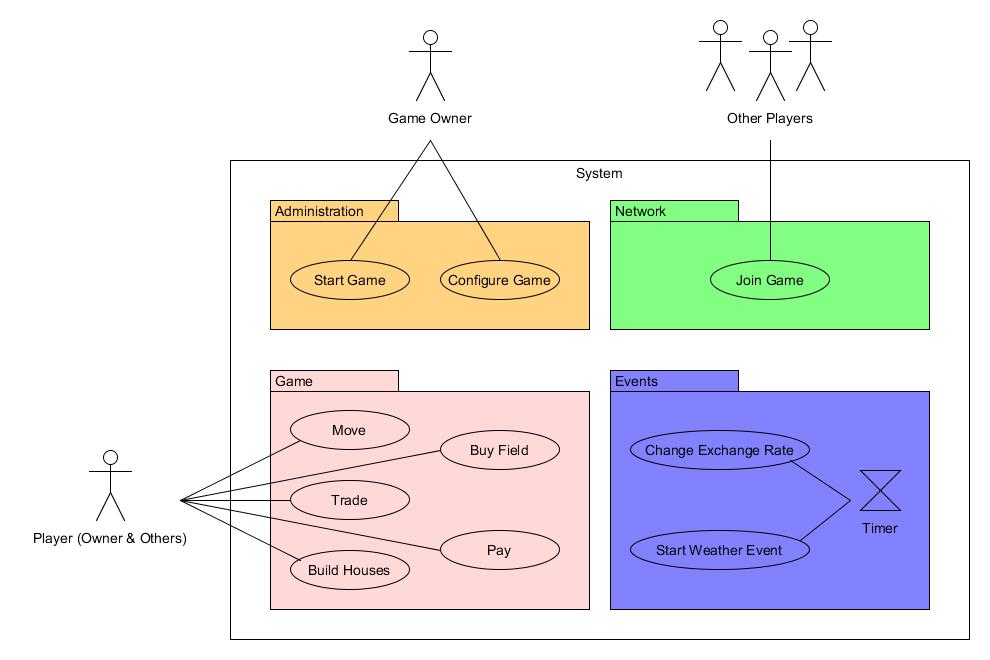 Game Owner
Other Players
System
Administration
Network
Start Game
Configure Game
Join Game
Game
Events
Move
Buy Field
Change Exchange Rate
Trade
Timer
Player (Owner & Others)
Pay
Start Weather Event
Build Houses